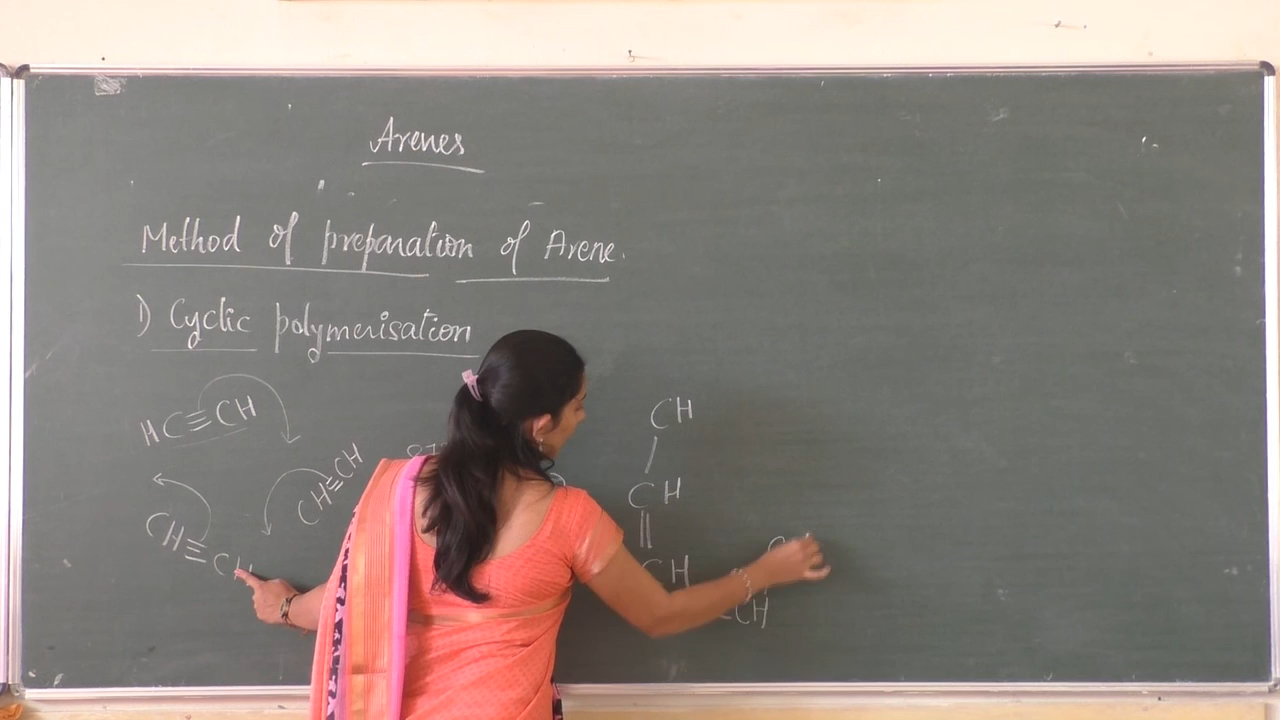 Arenes
Method of preparation of Arene.
1) Cyclic polymerisation
HC≡CH
CH
CH≡CH
87
CH
CH≡CH
CH
CH
C